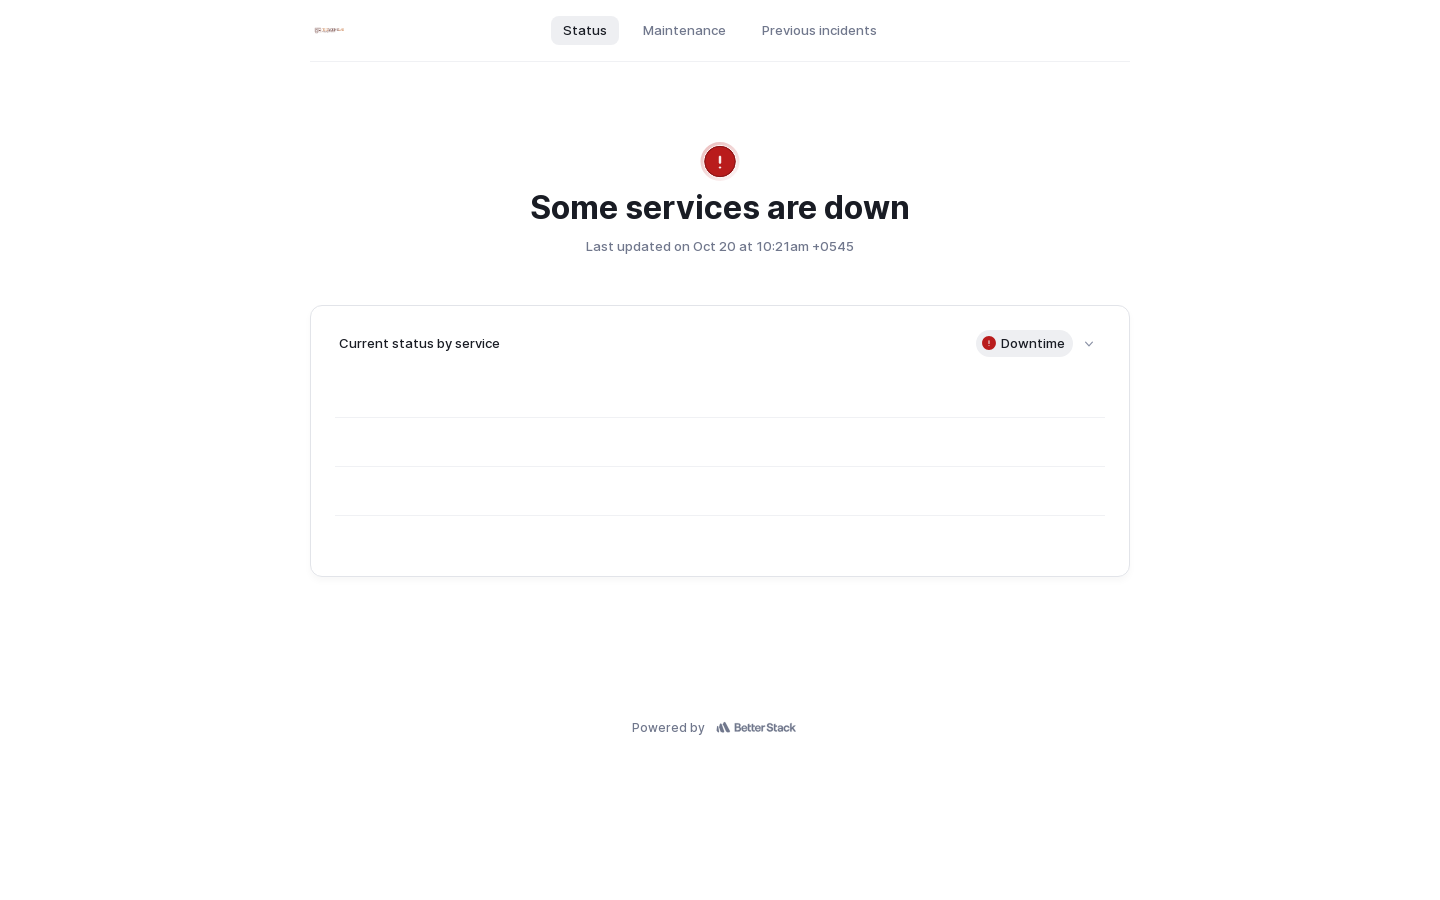 Status
Maintenance
Previous incidents
Some services are down
Last updated on Oct 20 at 10:21am +0545
Current status by service
Downtime
Powered by
Better Stack